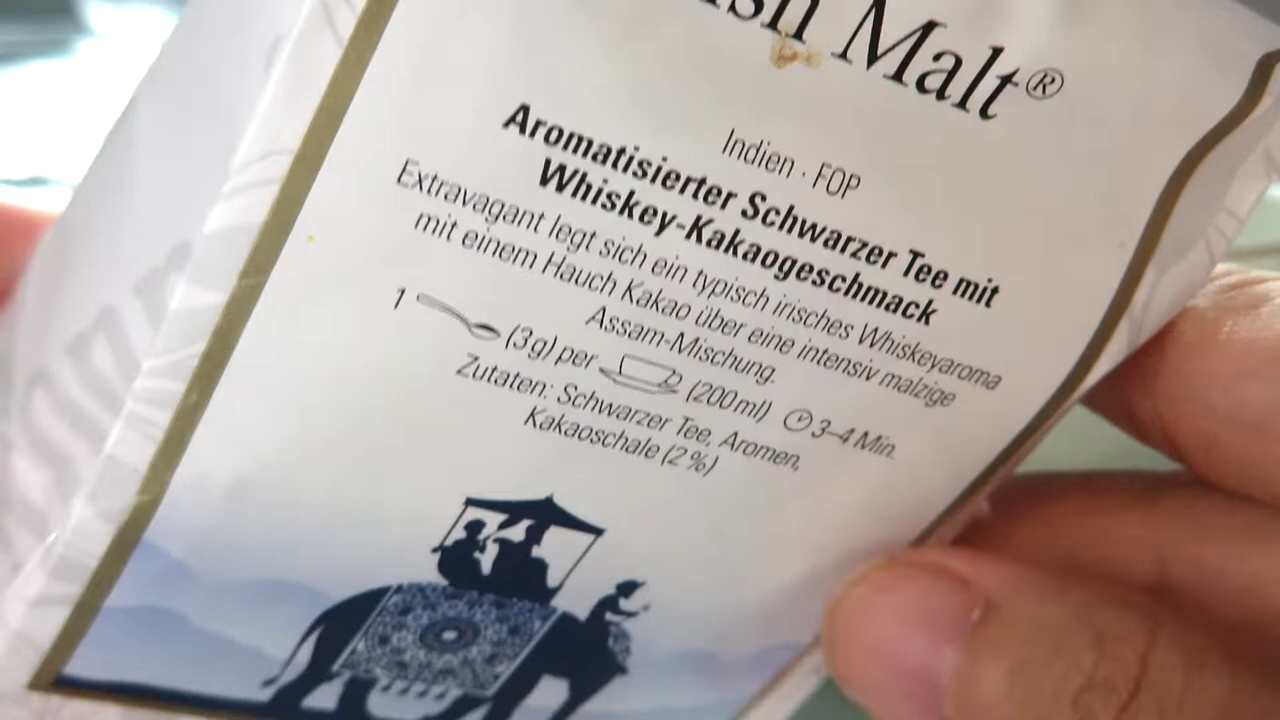 Malt®
Indien · FOP
Aromatisierter Schwarzer Tee mit
Whiskey-Kakaogeschmack
Extravagant legt sich ein typisch irisches Whiskeyaroma
mit einem Hauch Kakao über eine intensiv malzige
Assam-Mischung.
1 (3g) per (200ml) 3–4 Min.
Zutaten: Schwarzer Tee, Aromen,
Kakaoschale (2%)